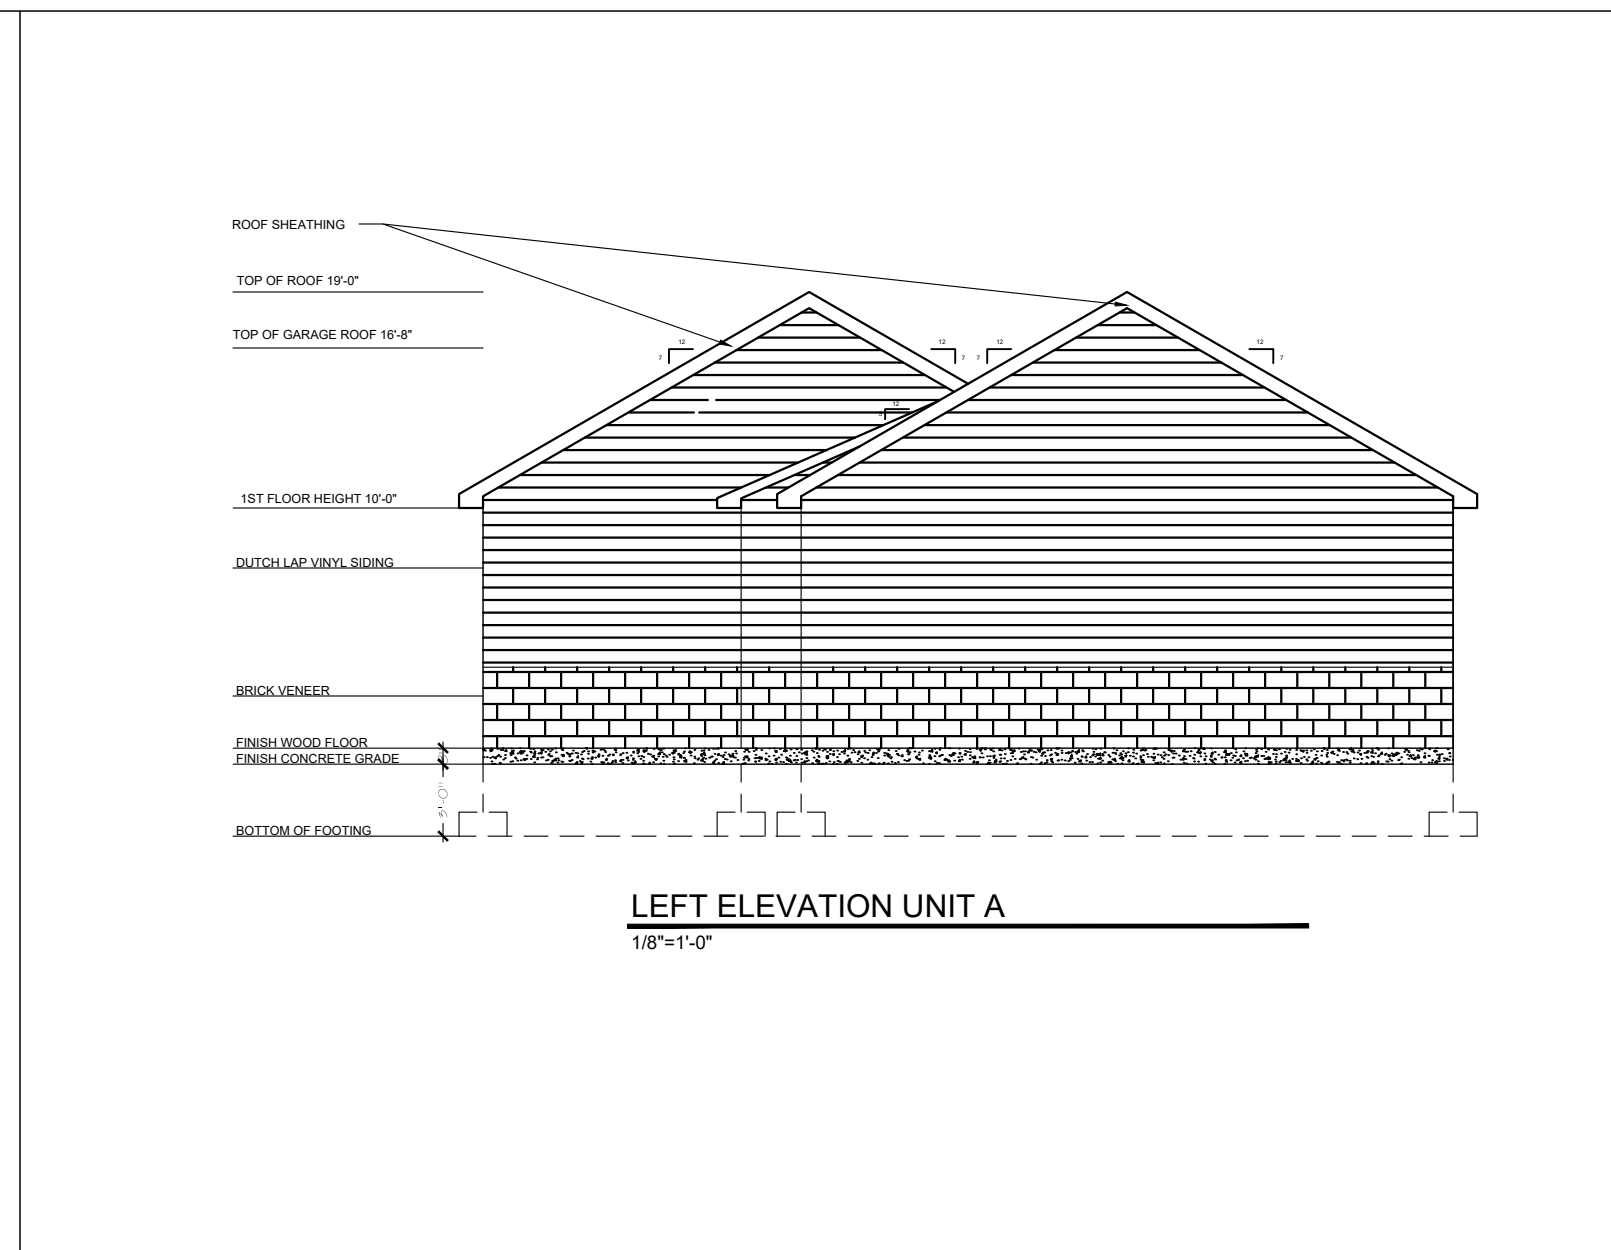 ROOF SHEATHING
TOP OF ROOF 19'-0"
TOP OF GARAGE ROOF 16'-8"
12
7
12
7
12
7
12
7
12
1ST FLOOR HEIGHT 10'-0"
DUTCH LAP VINYL SIDING
BRICK VENEER
FINISH WOOD FLOOR
FINISH CONCRETE GRADE
3'-0"
BOTTOM OF FOOTING
LEFT ELEVATION UNIT A
1/8"=1'-0"